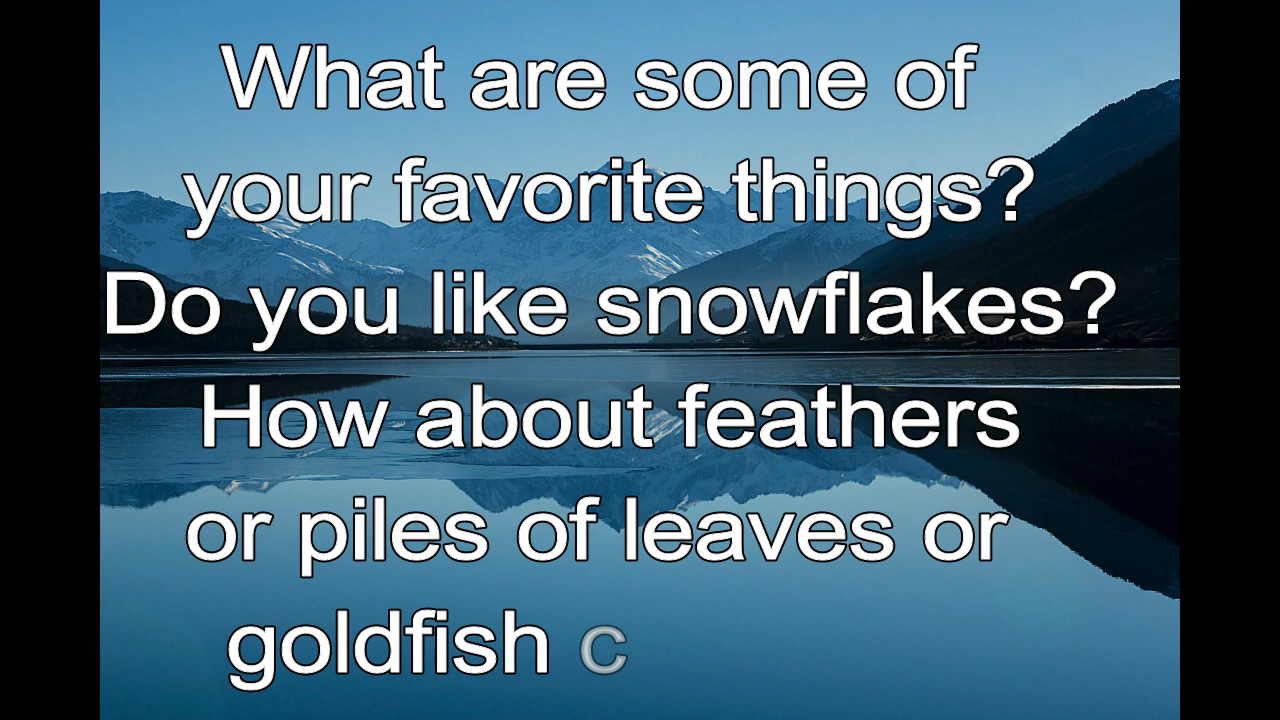 What are some of
your favorite things?
Do you like snowflakes?
How about feathers
or piles of leaves or
goldfish c